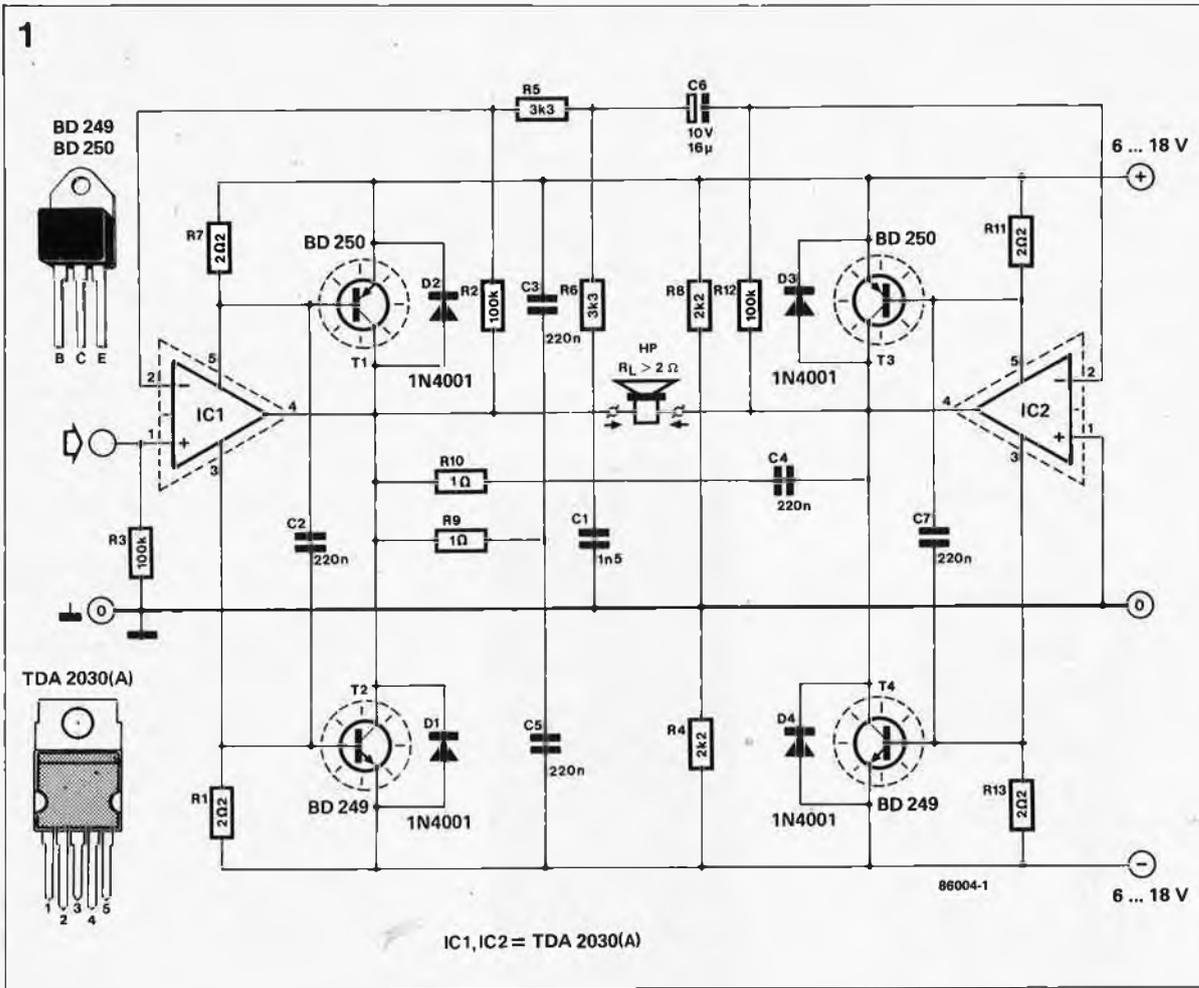 1
R5
3k3
C6
10V
16µ
BD 249
BD 250
6 ... 18 V
+
R7
2Ω2
BD 250
D2
R2
100k
C3
220n
R6
3k3
R8
2k2
R12
100k
D3
BD 250
R11
2Ω2
B C E
T1
1N4001
HP
RL > 2 Ω
1N4001
T3
5
2
−
IC1
4
1
+
3
5
2
−
IC2
4
1
+
3
R10
1Ω
C4
220n
R9
1Ω
C2
220n
C1
1n5
C7
220n
R3
100k
0
0
TDA 2030(A)
T2
D1
C5
220n
R4
2k2
D4
T4
R1
2Ω2
BD 249
1N4001
1N4001
BD 249
R13
2Ω2
−
86004-1
6 ... 18 V
1 2 3 4 5
IC1, IC2 = TDA 2030(A)